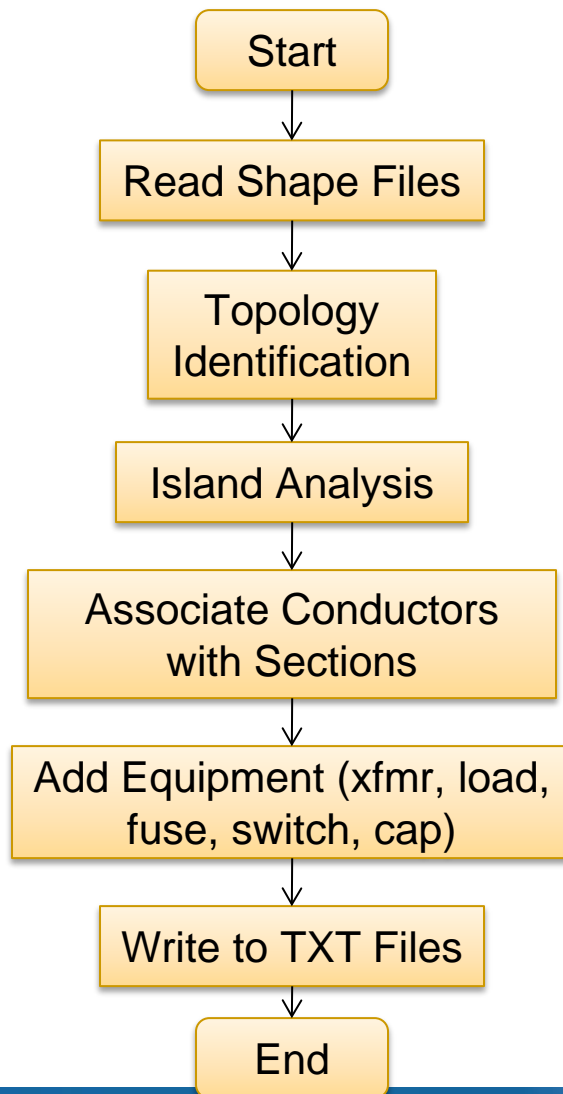 Start
Read Shape Files
Topology
Identification
Island Analysis
Associate Conductors
with Sections
Add Equipment (xfmr, load,
fuse, switch, cap)
Write to TXT Files
End